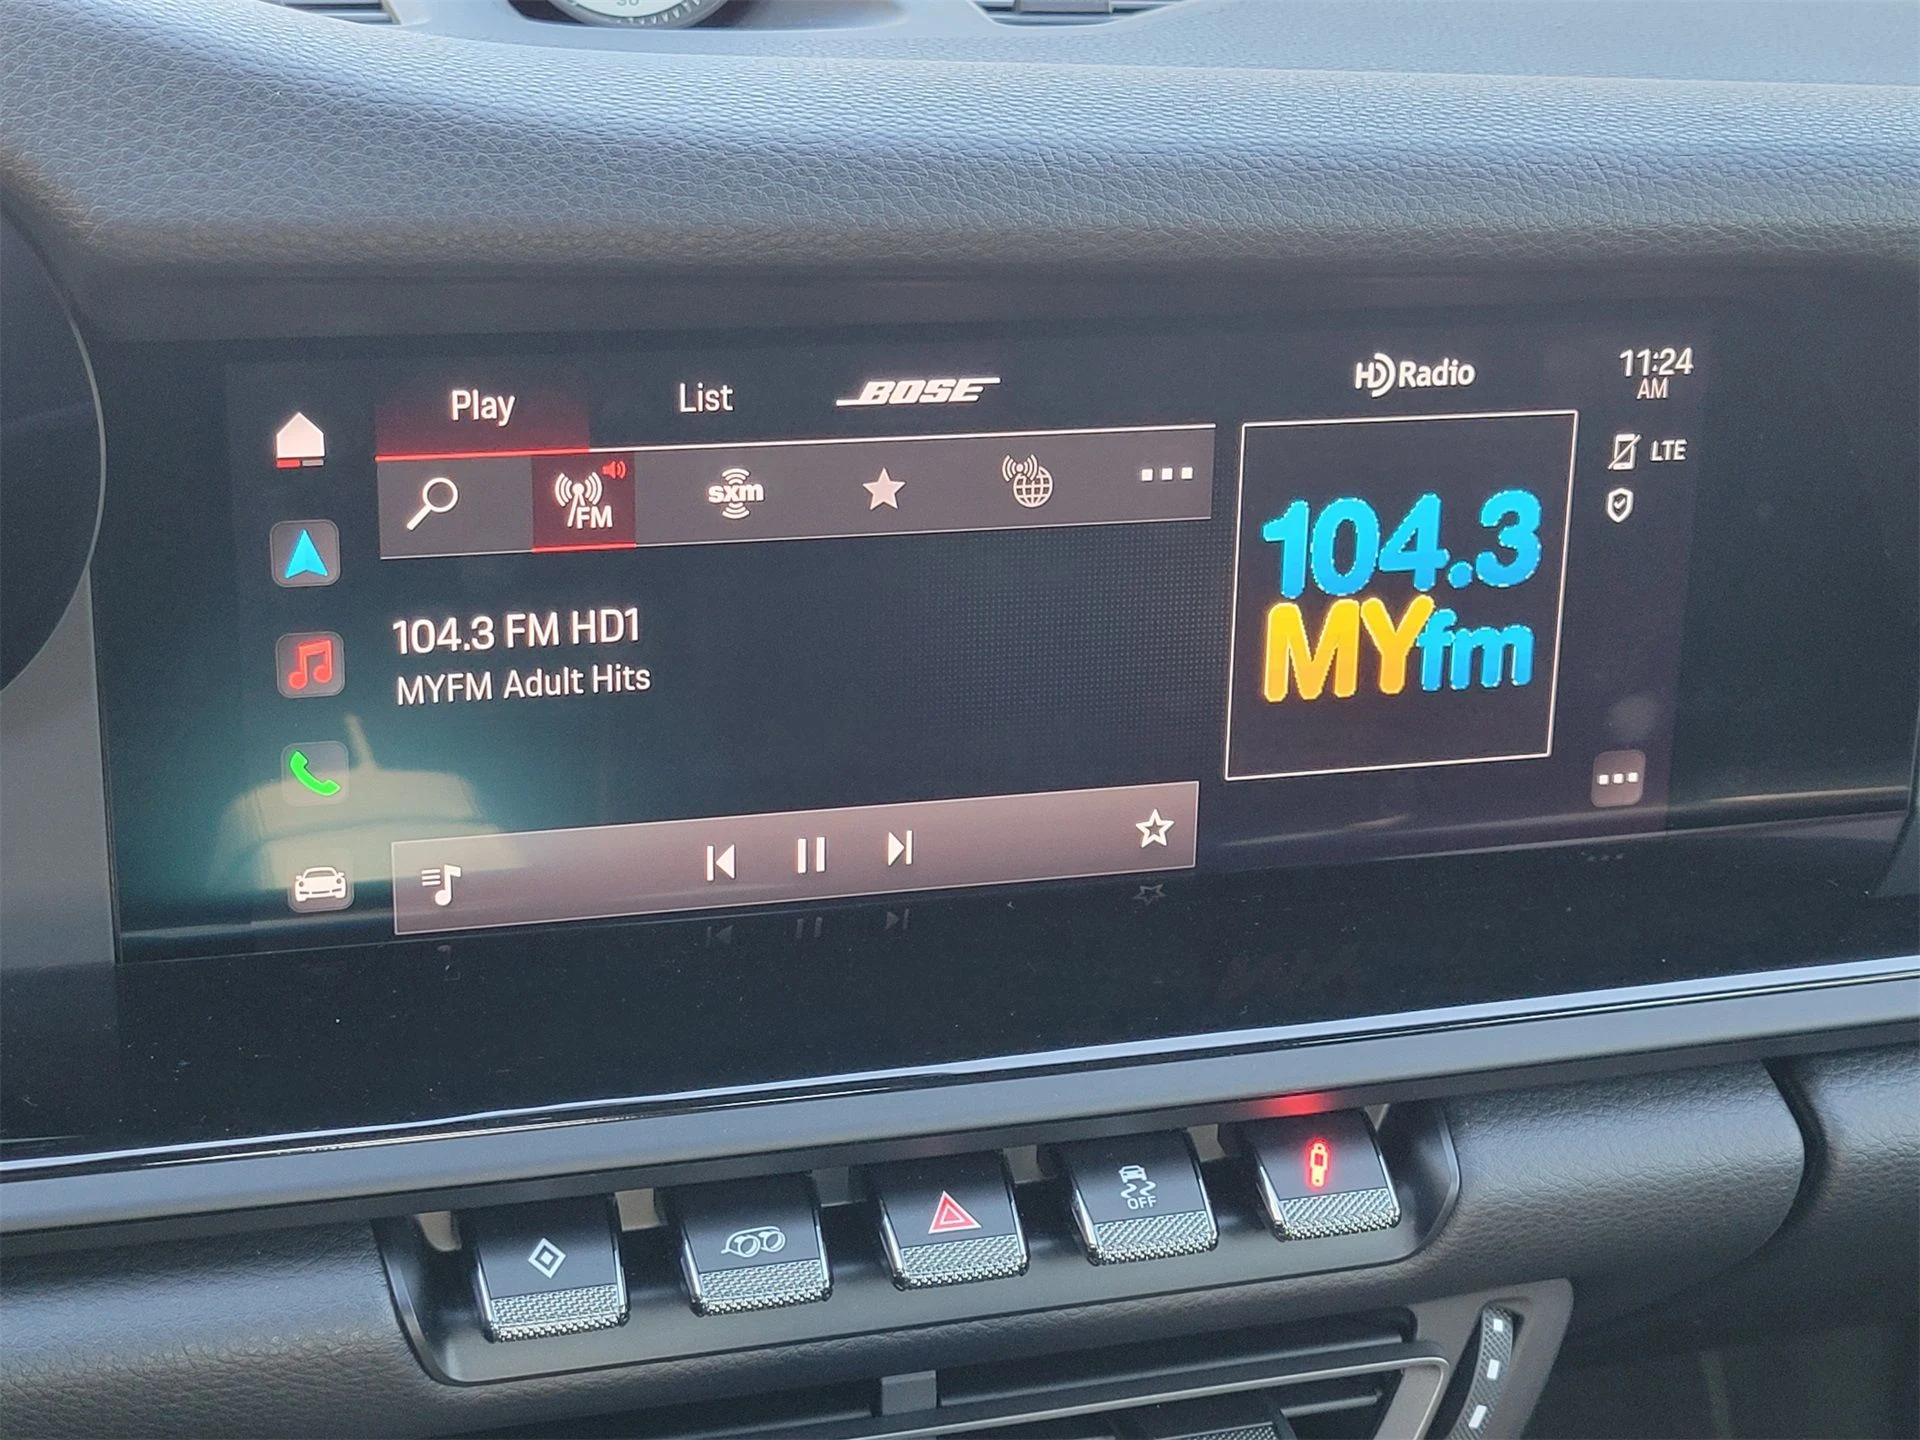 Play
List
BOSE
HD Radio
11:24
AM
LTE
FM
sxm
104.3 FM HD1
MYFM Adult Hits
104.3
MYfm
OFF